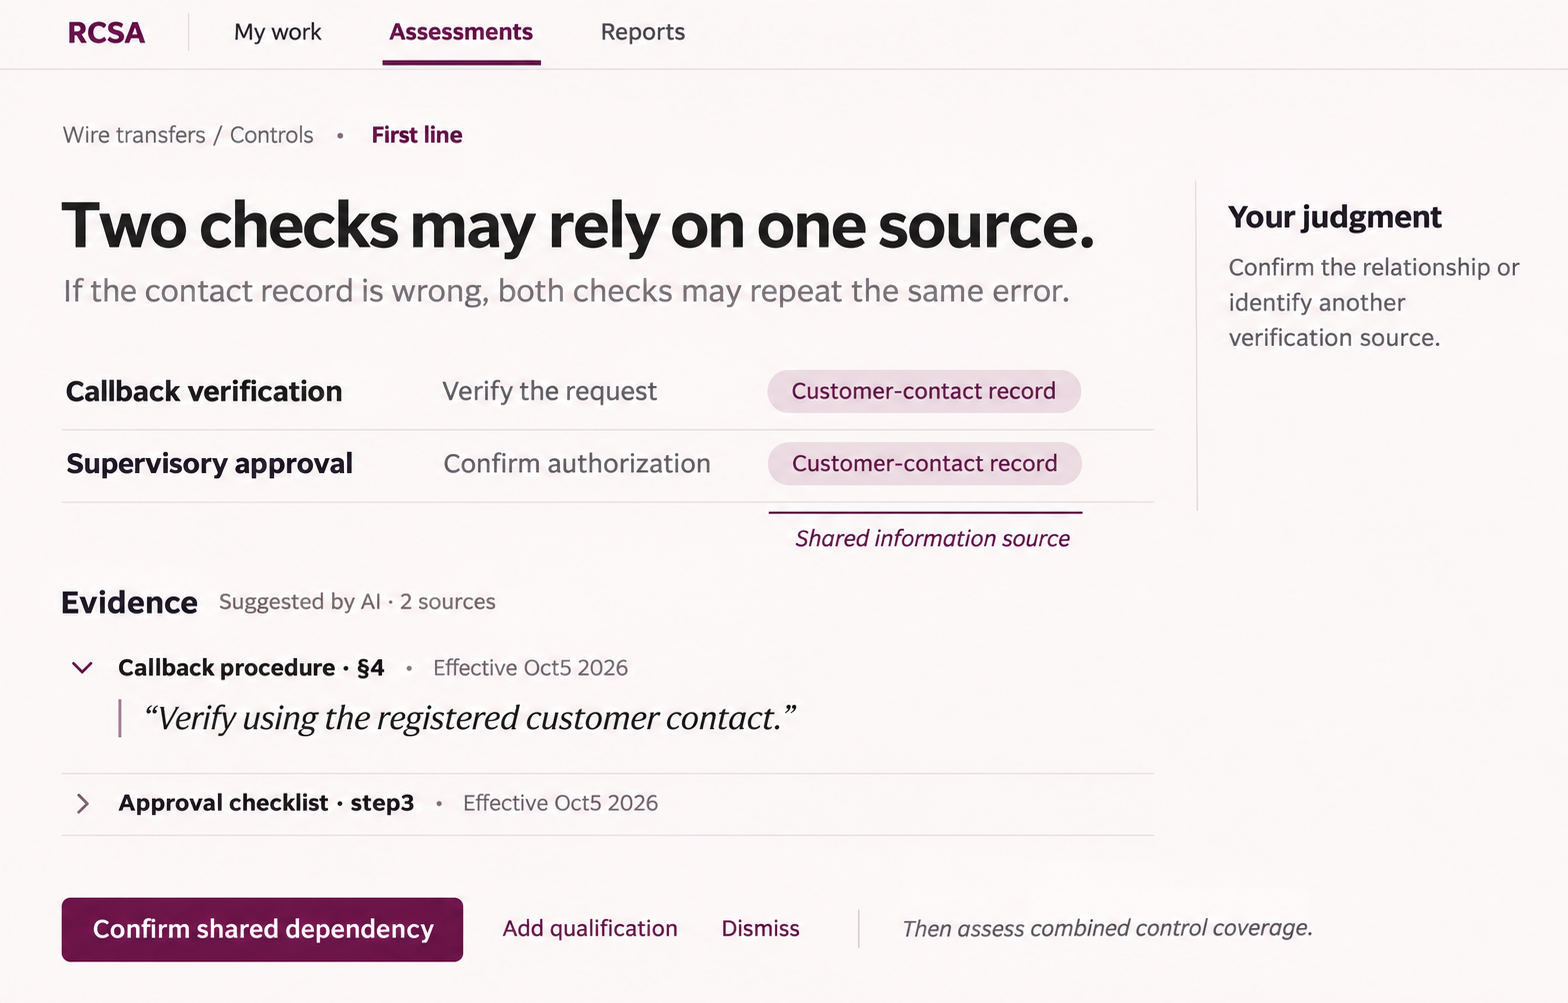 RCSA
My work
Assessments
Reports
Wire transfers / Controls • First line
Two checks may rely on one source.
If the contact record is wrong, both checks may repeat the same error.
Callback verification
Verify the request
Customer-contact record
Supervisory approval
Confirm authorization
Customer-contact record
Shared information source
Evidence
Suggested by AI · 2 sources
Callback procedure · §4 • Effective Oct5 2026
“Verify using the registered customer contact.”
Approval checklist · step3 • Effective Oct5 2026
Your judgment
Confirm the relationship or
identify another
verification source.
Confirm shared dependency
Add qualification
Dismiss
Then assess combined control coverage.